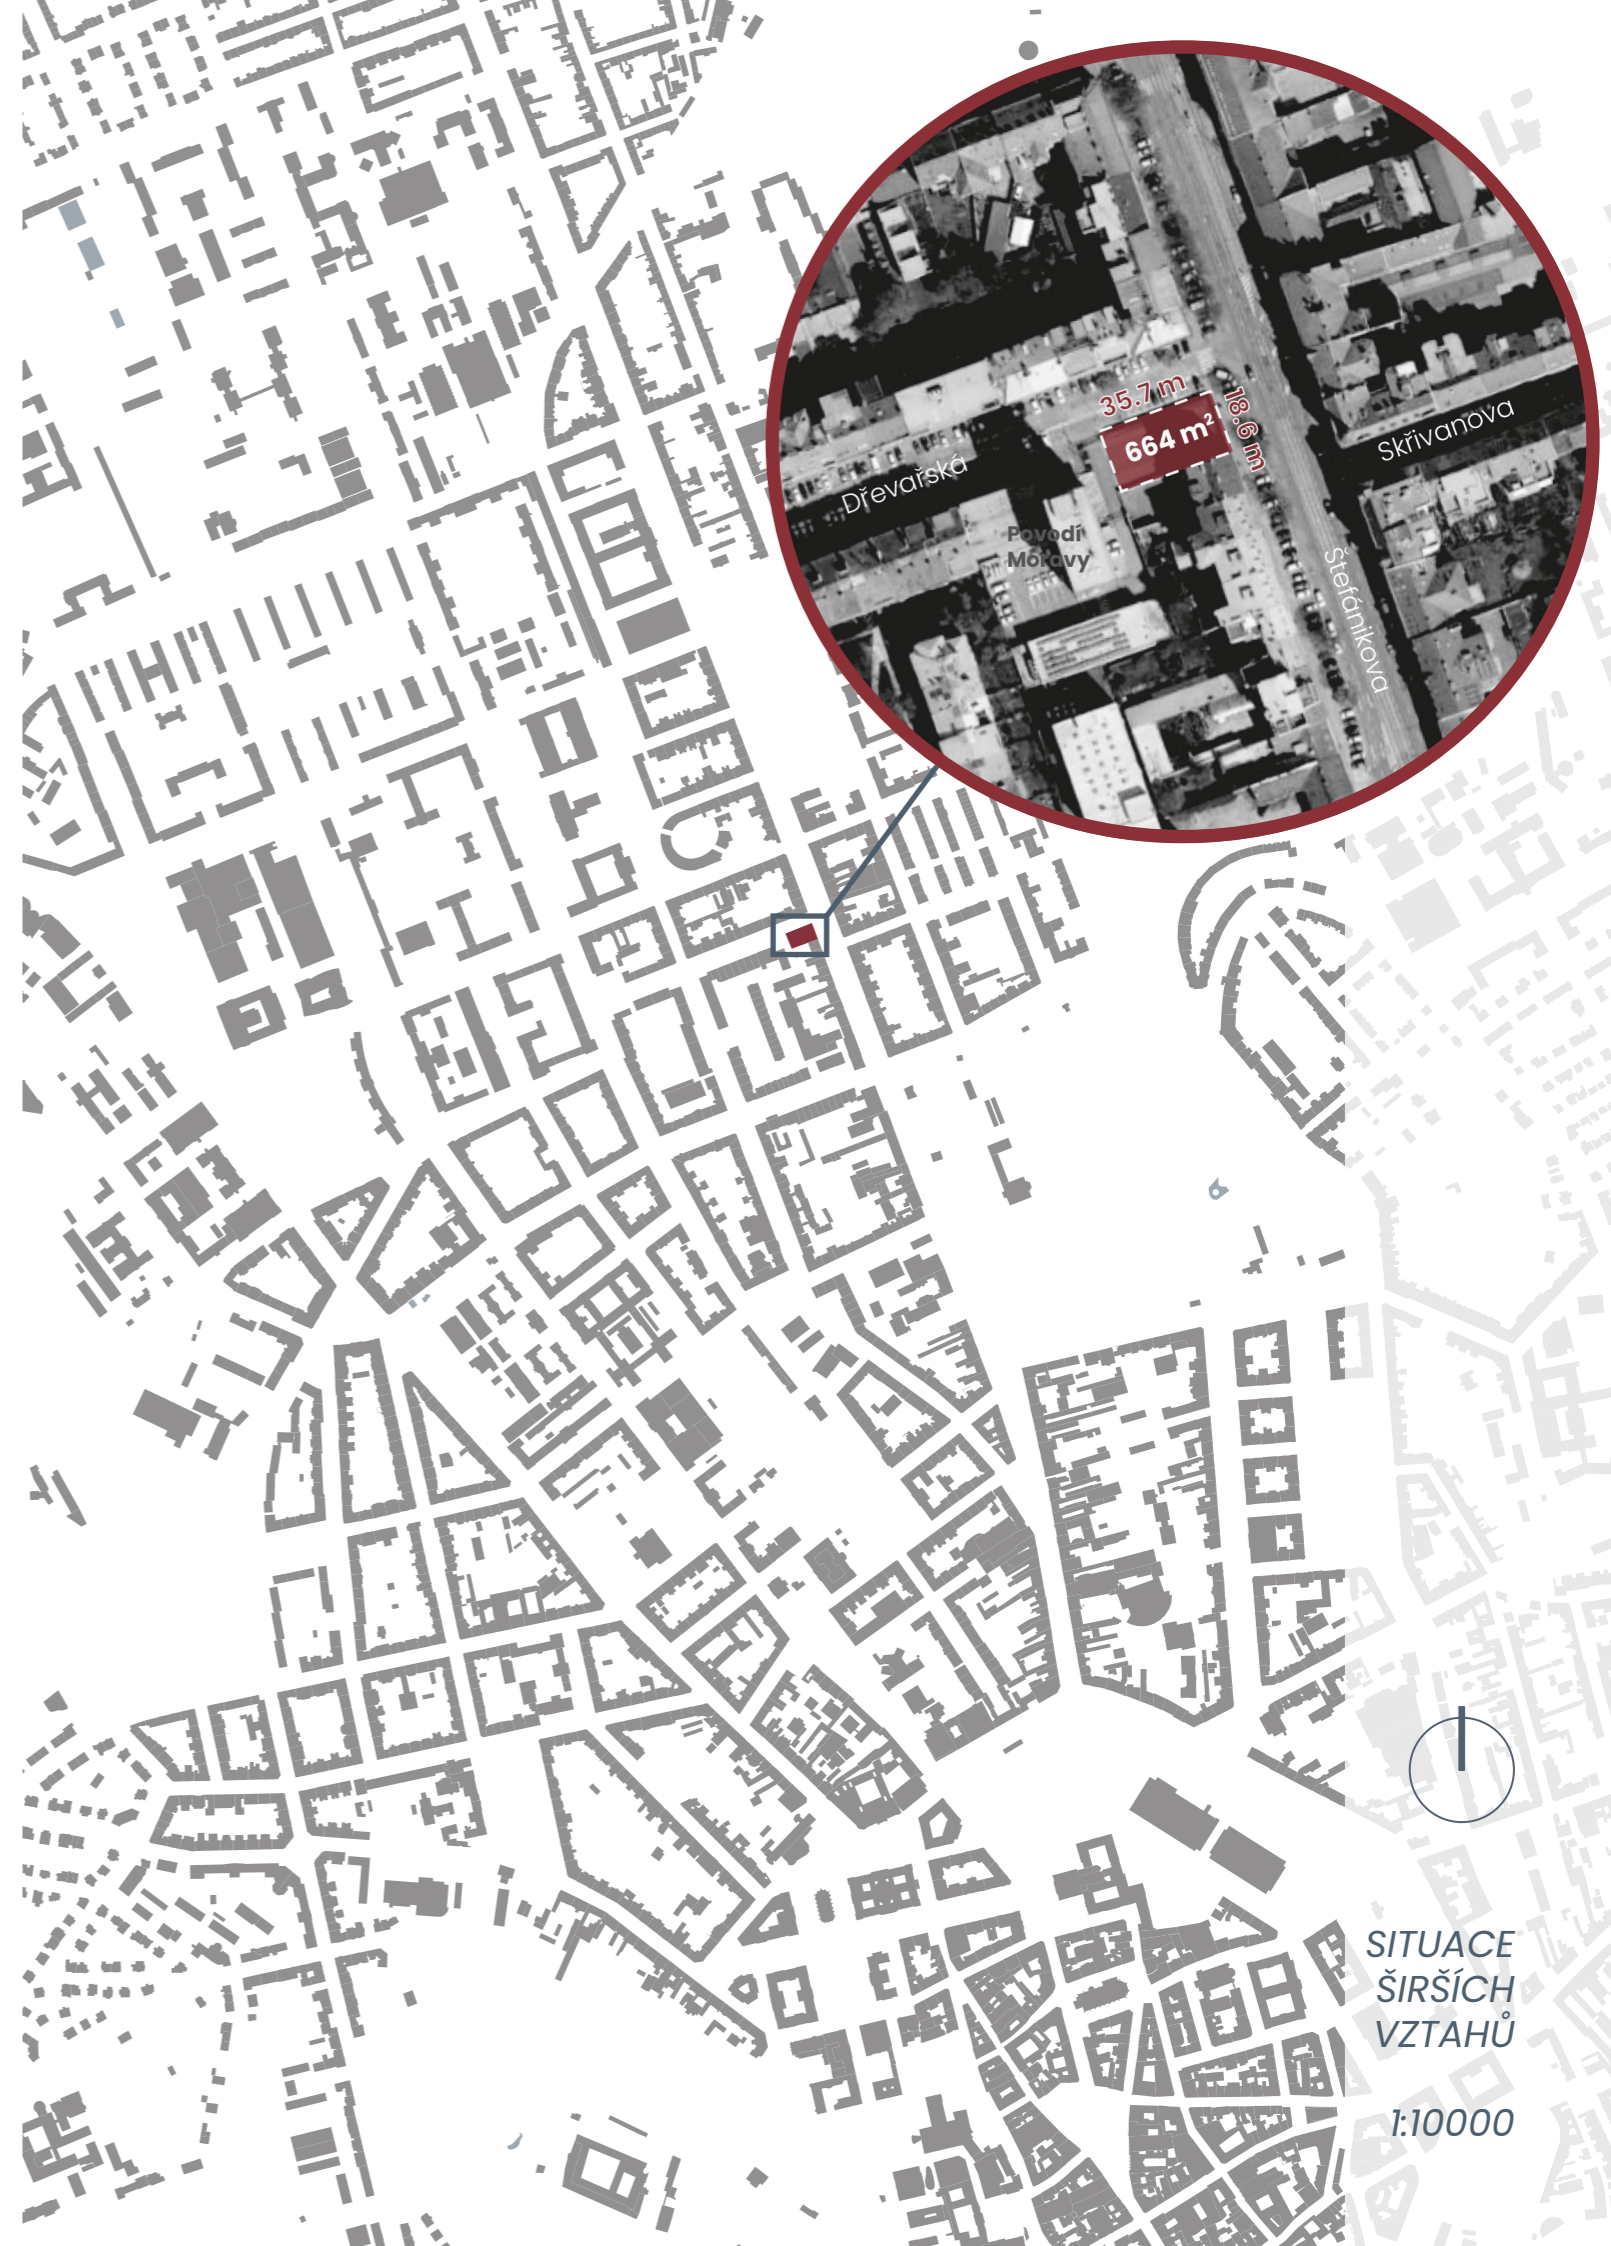 35.7 m
18.6 m
664 m²
Skřivanova
Dřevařská
Povodí
Moravy
Štefánikova
SITUACE
ŠIRŠÍCH
VZTAHŮ
1:10000